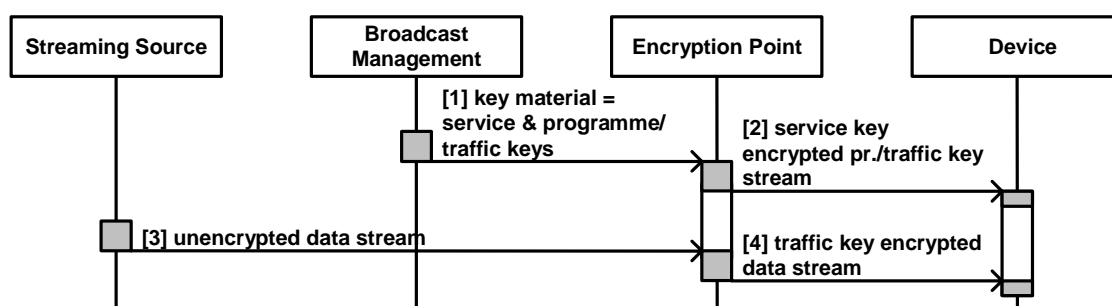 Streaming Source
Broadcast
Management
Encryption Point
Device
[1] key material =
service & programme/
traffic keys
[2] service key
encrypted pr./traffic key
stream
[3] unencrypted data stream
[4] traffic key encrypted
data stream